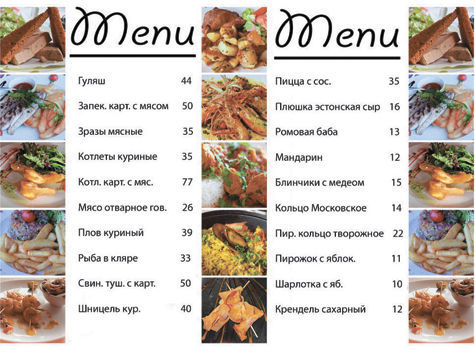 Menu
Гуляш 44
Запек. карт. с мясом 50
Зразы мясные 35
Котлеты куриные 35
Котл. карт. с мяс. 77
Мясо отварное гов. 26
Плов куриный 39
Рыба в кляре 33
Свин. туш. с карт. 50
Шницель кур. 40
Menu
Пицца с сос. 35
Плюшка эстонская сыр 16
Ромовая баба 13
Мандарин 12
Блинчики с медеом 15
Кольцо Московское 14
Пир. кольцо творожное 22
Пирожок с яблок. 11
Шарлотка с яб. 10
Крендель сахарный 12